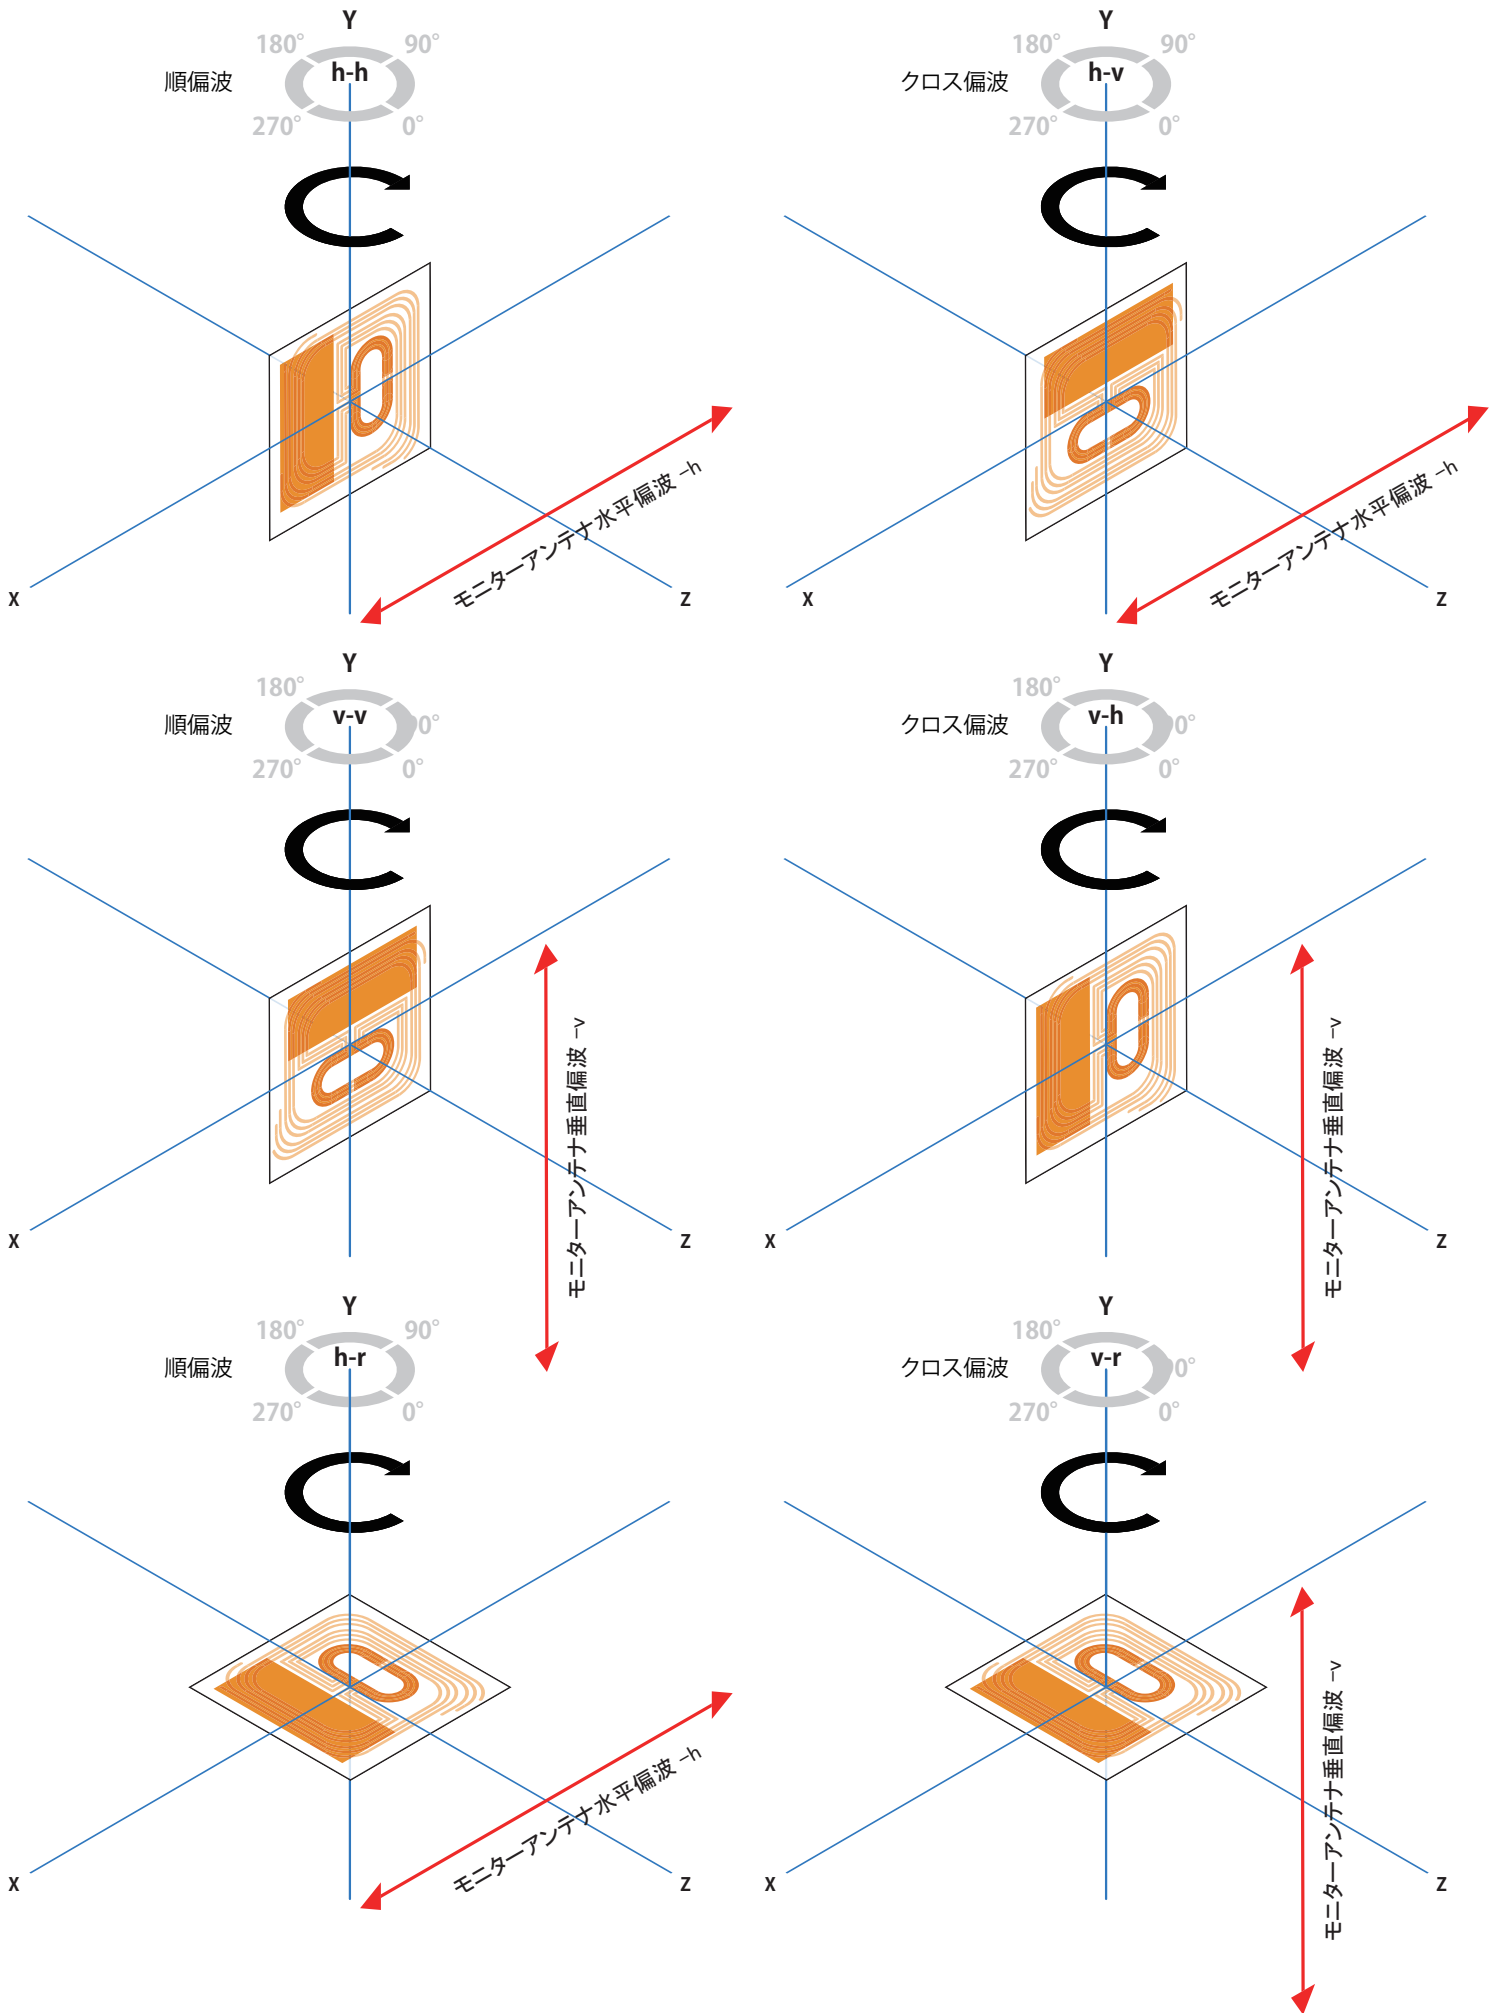 Y
180° 90°
順偏波 h-h
270° 0°
モニターアンテナ水平偏波 –h
X Z
Y
180° 90°
クロス偏波 h-v
270° 0°
モニターアンテナ水平偏波 –h
X Z
Y
180°
順偏波 v-v 0°
270° 0°
モニターアンテナ垂直偏波 –v
X Z
Y
180°
クロス偏波 v-h 0°
270° 0°
モニターアンテナ垂直偏波 –v
X Z
Y
180° 90°
順偏波 h-r
270° 0°
モニターアンテナ水平偏波 –h
X Z
Y
180°
クロス偏波 v-r 0°
270° 0°
モニターアンテナ垂直偏波 –v
X Z